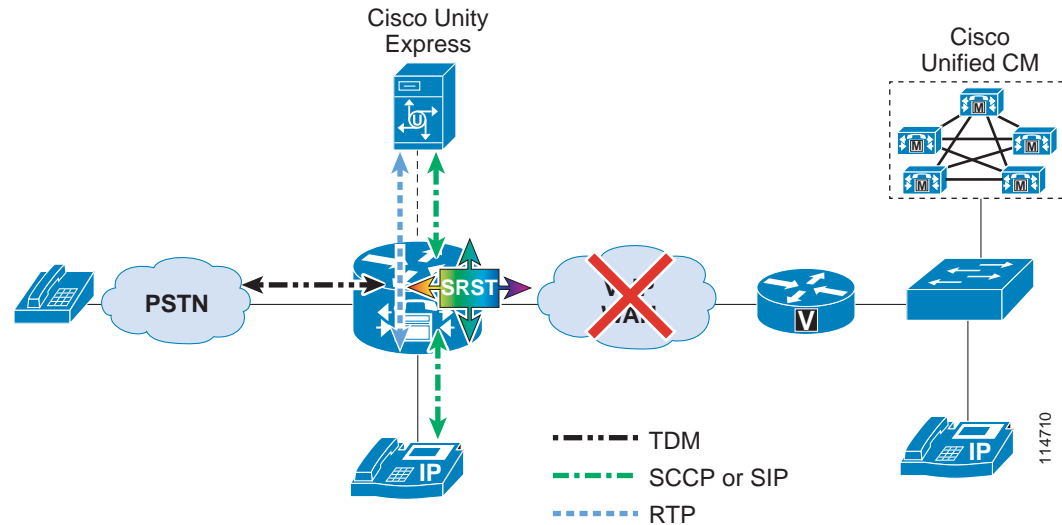 Cisco Unity
Express
Cisco
Unified CM
M
M
M
M
M
U
PSTN
SRST
V
IP
IP
TDM
SCCP or SIP
RTP
114710